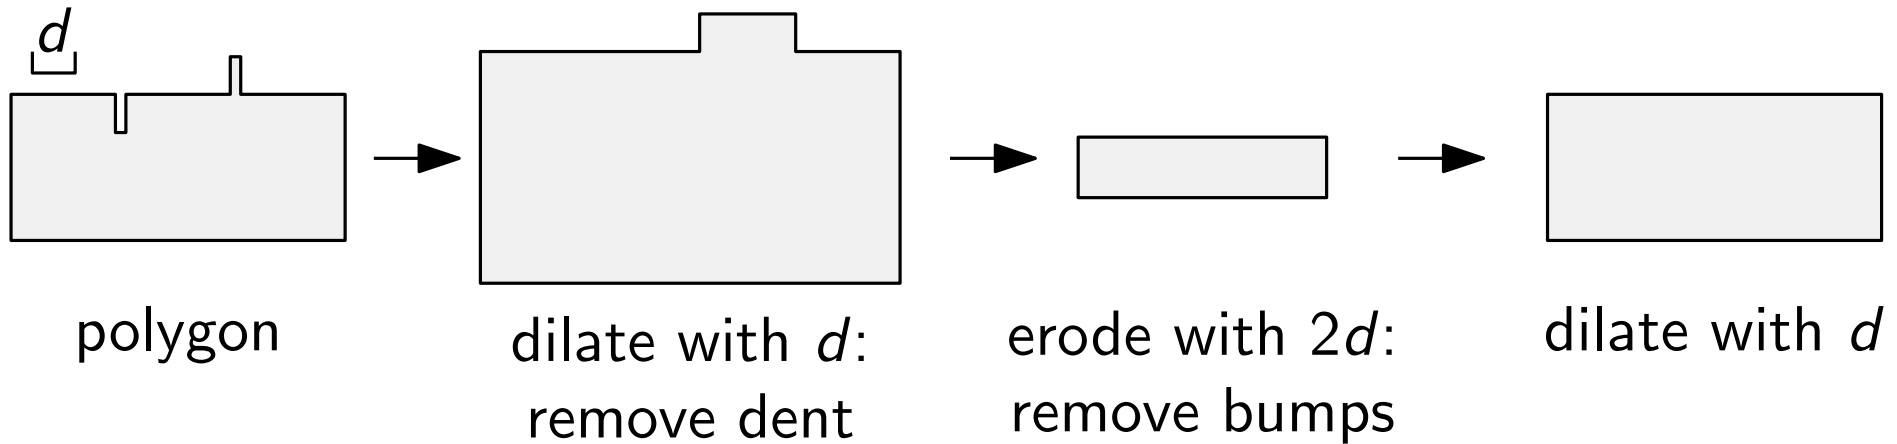 d
polygon
dilate with d:
remove dent
erode with 2d:
remove bumps
dilate with d